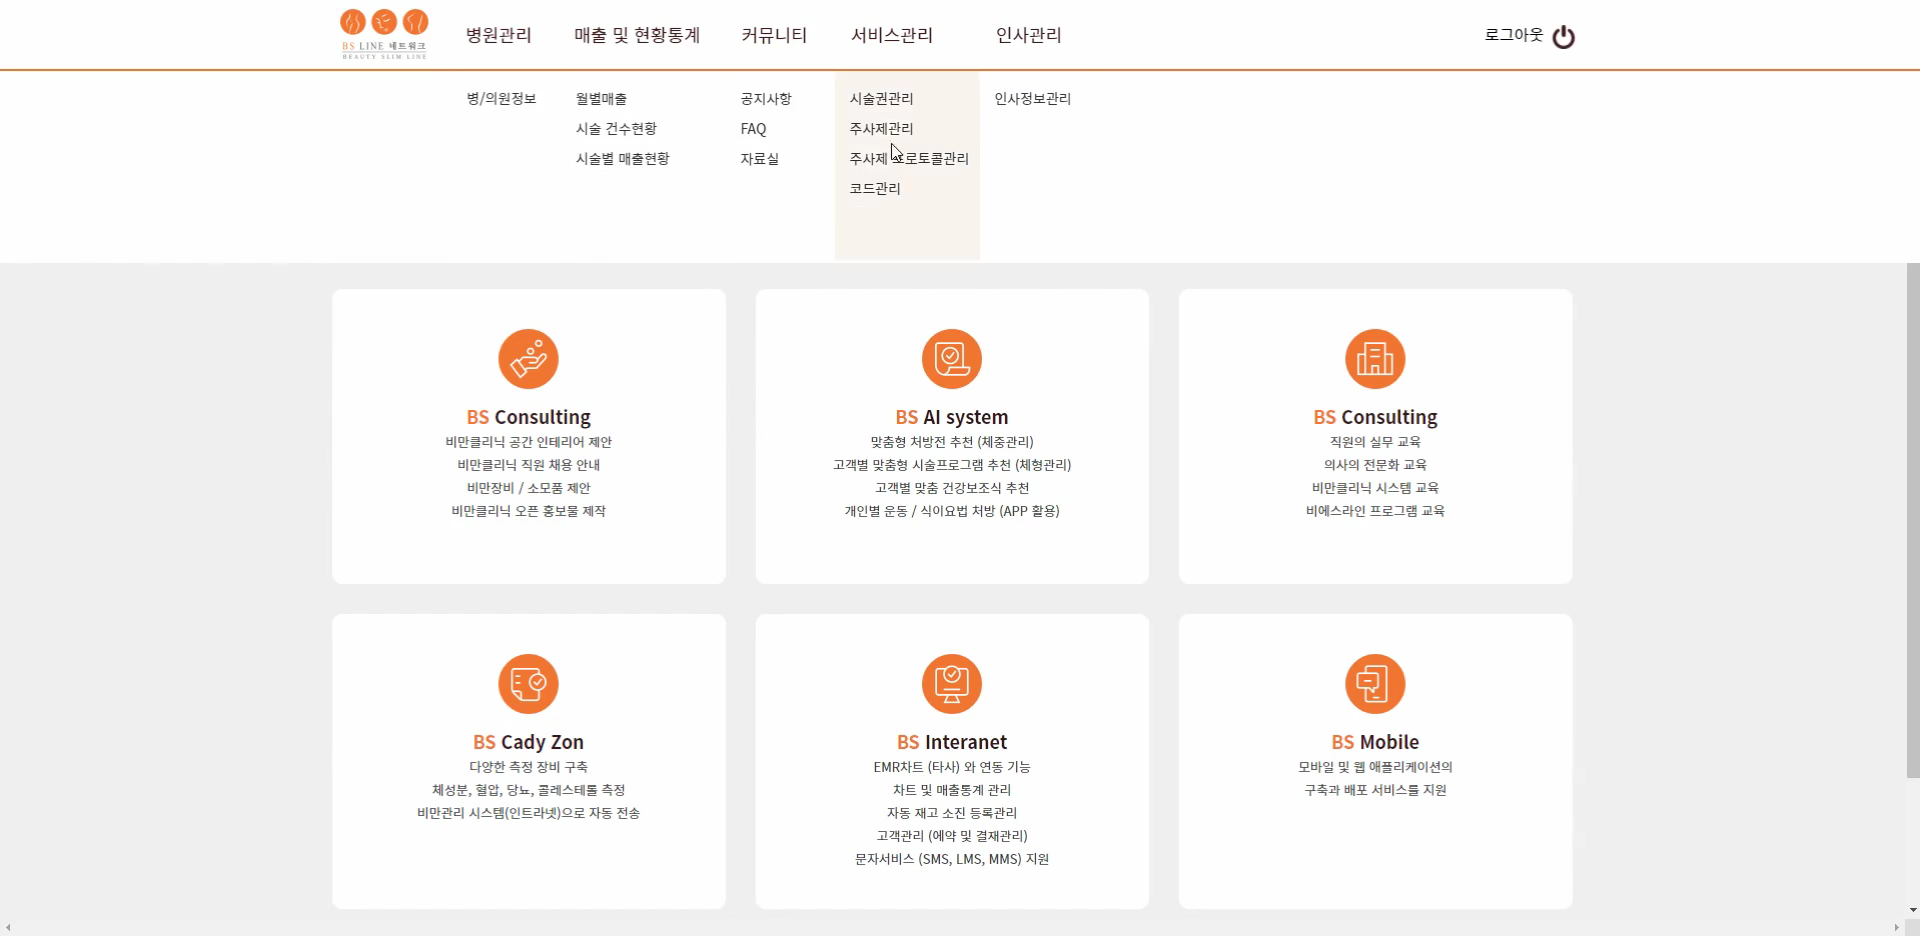 BS LINE 네트워크
BEAUTY SLIM LINE
병원관리
매출 및 현황통계
커뮤니티
서비스관리
인사관리
로그아웃
병/의원정보
월별매출
시술 건수현황
시술별 매출현황
공지사항
FAQ
자료실
시술권관리
주사제관리
주사제 프로토콜관리
코드관리
인사정보관리
BS Consulting
비만클리닉 공간 인테리어 제안
비만클리닉 직원 채용 안내
비만장비 / 소모품 제안
비만클리닉 오픈 홍보물 제작
BS AI system
맞춤형 처방전 추천 (체중관리)
고객별 맞춤형 시술프로그램 추천 (체형관리)
고객별 맞춤 건강보조식 추천
개인별 운동 / 식이요법 처방 (APP 활용)
BS Consulting
직원의 실무 교육
의사의 전문화 교육
비만클리닉 시스템 교육
비에스라인 프로그램 교육
BS Cady Zon
다양한 측정 장비 구축
체성분, 혈압, 당뇨, 콜레스테롤 측정
비만관리 시스템(인트라넷)으로 자동 전송
BS Interanet
EMR차트 (타사) 와 연동 기능
차트 및 매출통계 관리
자동 재고 소진 등록관리
고객관리 (예약 및 결재관리)
문자서비스 (SMS, LMS, MMS) 지원
BS Mobile
모바일 및 웹 애플리케이션의
구축과 배포 서비스를 지원